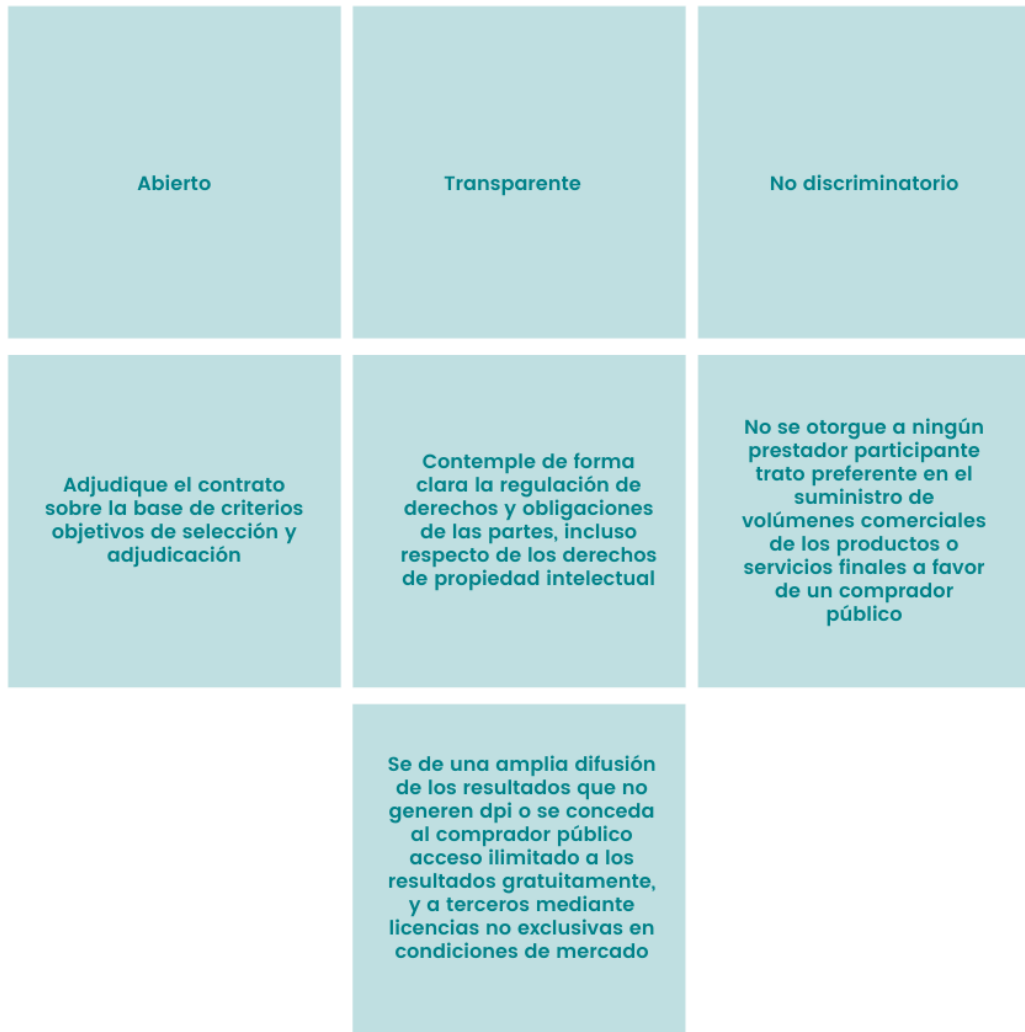 Abierto
Transparente
No discriminatorio
Adjudique el contrato
sobre la base de criterios
objetivos de selección y
adjudicación
Contemple de forma
clara la regulación de
derechos y obligaciones
de las partes, incluso
respecto de los derechos
de propiedad intelectual
No se otorgue a ningún
prestador participante
trato preferente en el
suministro de
volúmenes comerciales
de los productos o
servicios finales a favor
de un comprador
público
Se de una amplia difusión
de los resultados que no
generen dpi o se conceda
al comprador público
acceso ilimitado a los
resultados gratuitamente,
y a terceros mediante
licencias no exclusivas en
condiciones de mercado